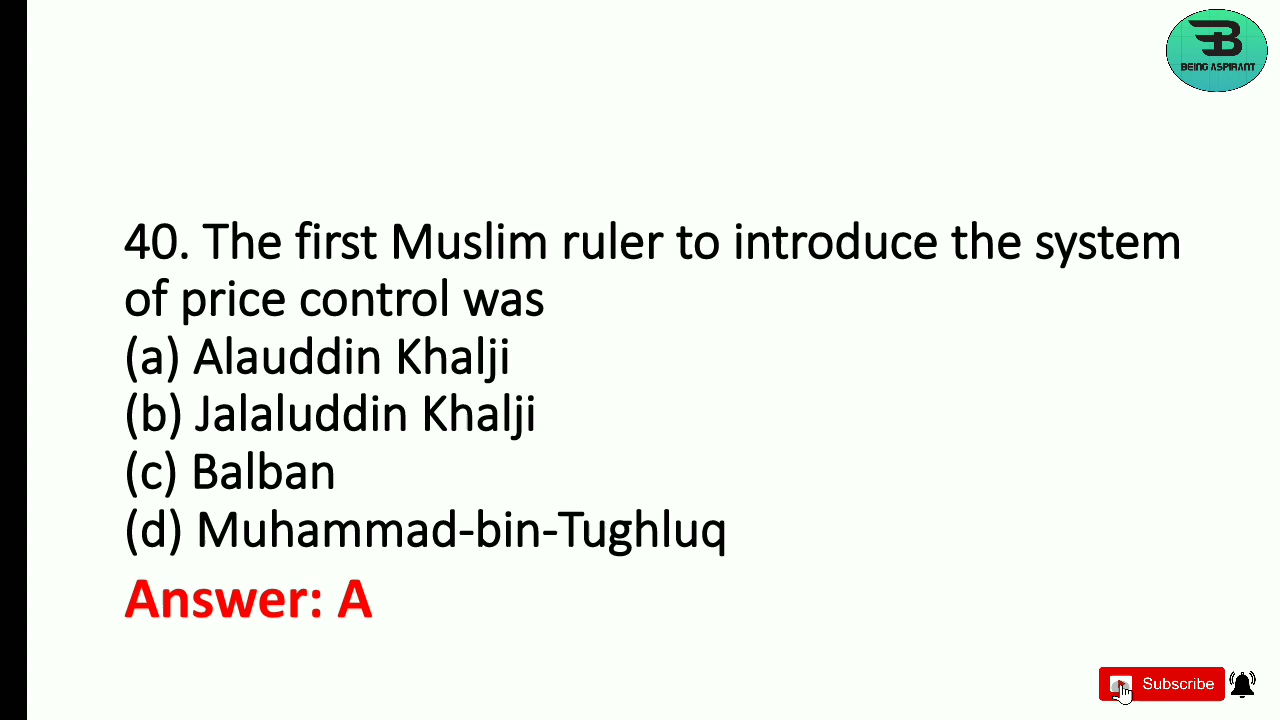 BEING ASPIRANT
40. The first Muslim ruler to introduce the system
of price control was
(a) Alauddin Khalji
(b) Jalaluddin Khalji
(c) Balban
(d) Muhammad-bin-Tughluq
Answer: A
Subscribe